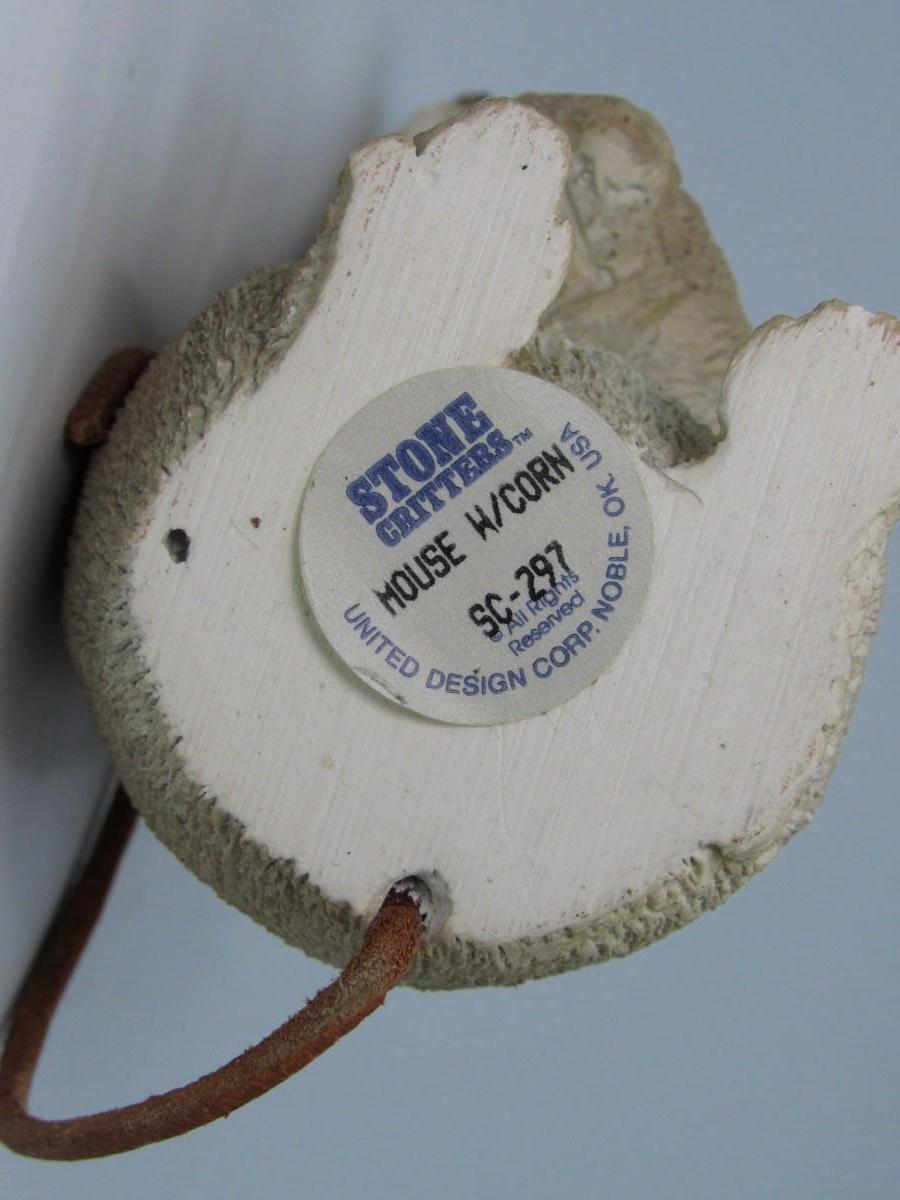 STONE
CRITTERS™
MOUSE W/CORN
SC-297
© All Rights
Reserved
UNITED DESIGN CORP. NOBLE, OK USA